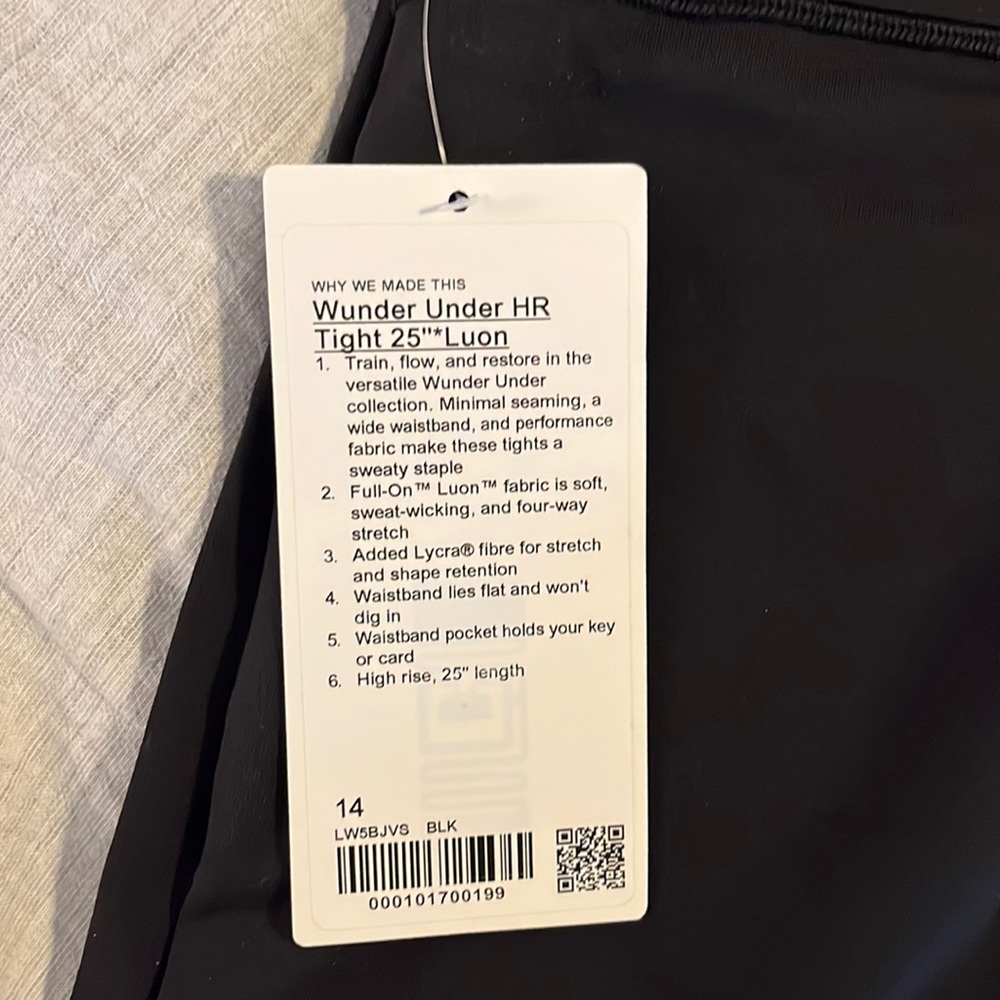 WHY WE MADE THIS
Wunder Under HR
Tight 25"*Luon
1. Train, flow, and restore in the
versatile Wunder Under
collection. Minimal seaming, a
wide waistband, and performance
fabric make these tights a
sweaty staple
2. Full-On™ Luon™ fabric is soft,
sweat-wicking, and four-way
stretch
3. Added Lycra® fibre for stretch
and shape retention
4. Waistband lies flat and won't
dig in
5. Waistband pocket holds your key
or card
6. High rise, 25" length
14
LW5BJVS BLK
000101700199